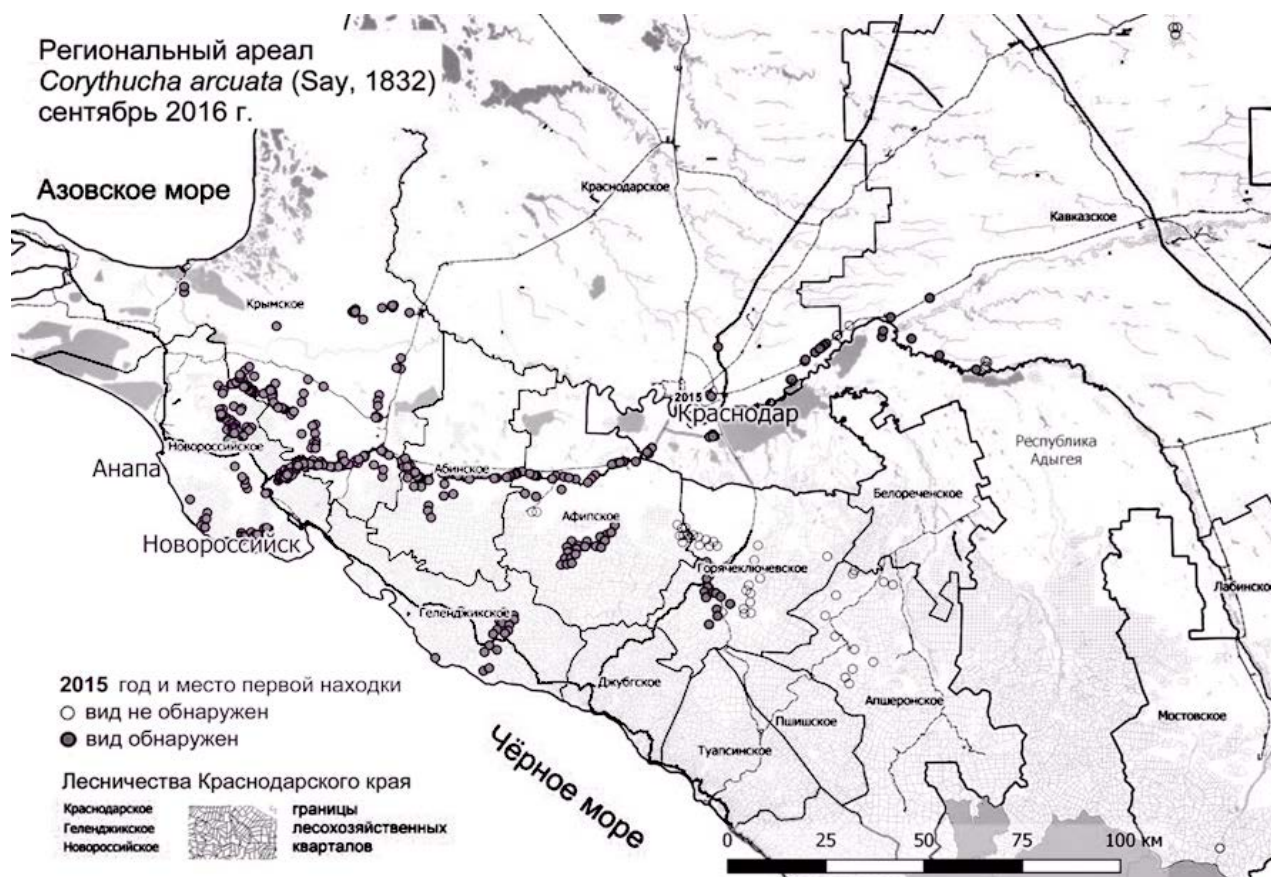 Региональный ареал
Corythucha arcuata (Say, 1832)
сентябрь 2016 г.
Азовское море
Краснодарское
Кавказское
Крымское
2015
Краснодар
Новороссийское
Анапа
Абинское
Республика
Адыгея
Белореченское
Афипское
Новороссийск
Горячеключевское
Лабинское
Геленджикское
Джубгское
Апшеронское
Пшишское
Мостовское
Туапсинское
Чёрное море
2015 год и место первой находки
вид не обнаружен
вид обнаружен
Лесничества Краснодарского края
Краснодарское
Геленджикское
Новороссийское
границы
лесохозяйственных
кварталов
0 25 50 75 100 км